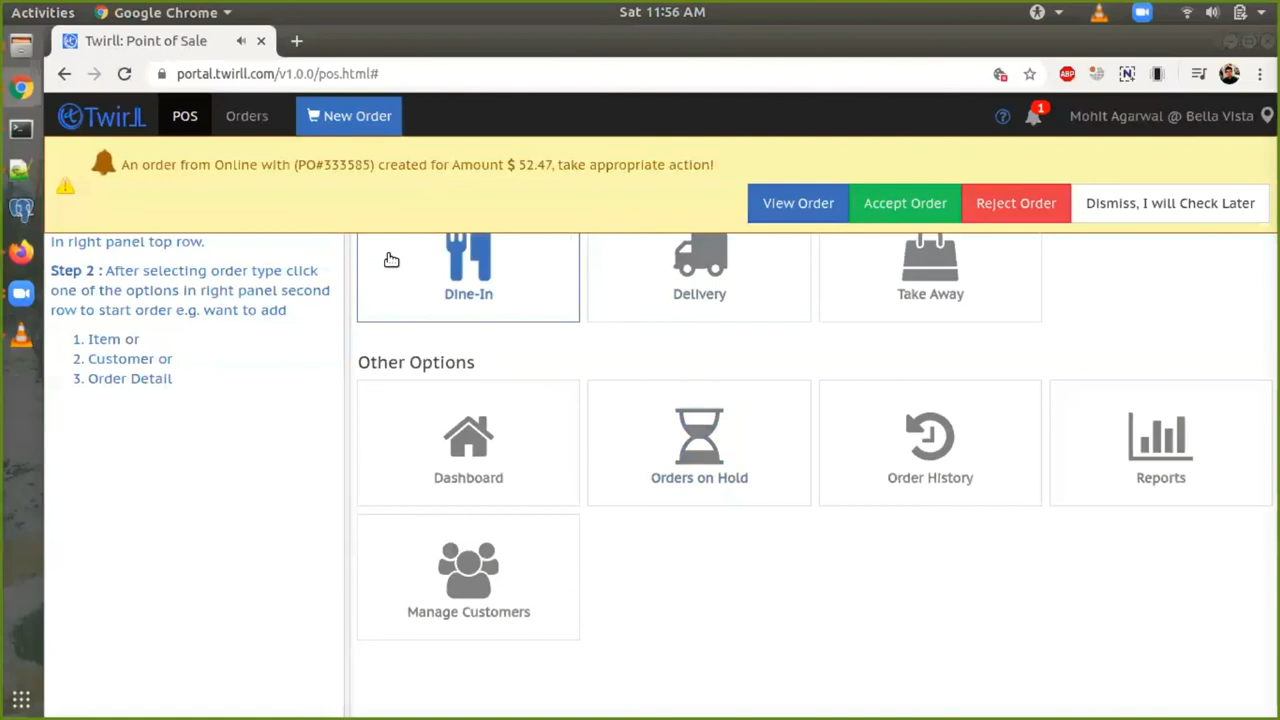 Activities Google Chrome Sat 11:56 AM
Twirll: Point of Sale
portal.twirll.com/v1.0.0/pos.html#
ABP N
TwirLL POS Orders New Order 1 Mohit Agarwal @ Bella Vista
An order from Online with (PO#333585) created for Amount $ 52.47, take appropriate action!
View Order Accept Order Reject Order Dismiss, I will Check Later
In right panel top row.
Step 2 : After selecting order type click
one of the options in right panel second
row to start order e.g. want to add
1. Item or
2. Customer or
3. Order Detail
Dine-In Delivery Take Away
Other Options
Dashboard Orders on Hold Order History Reports
Manage Customers